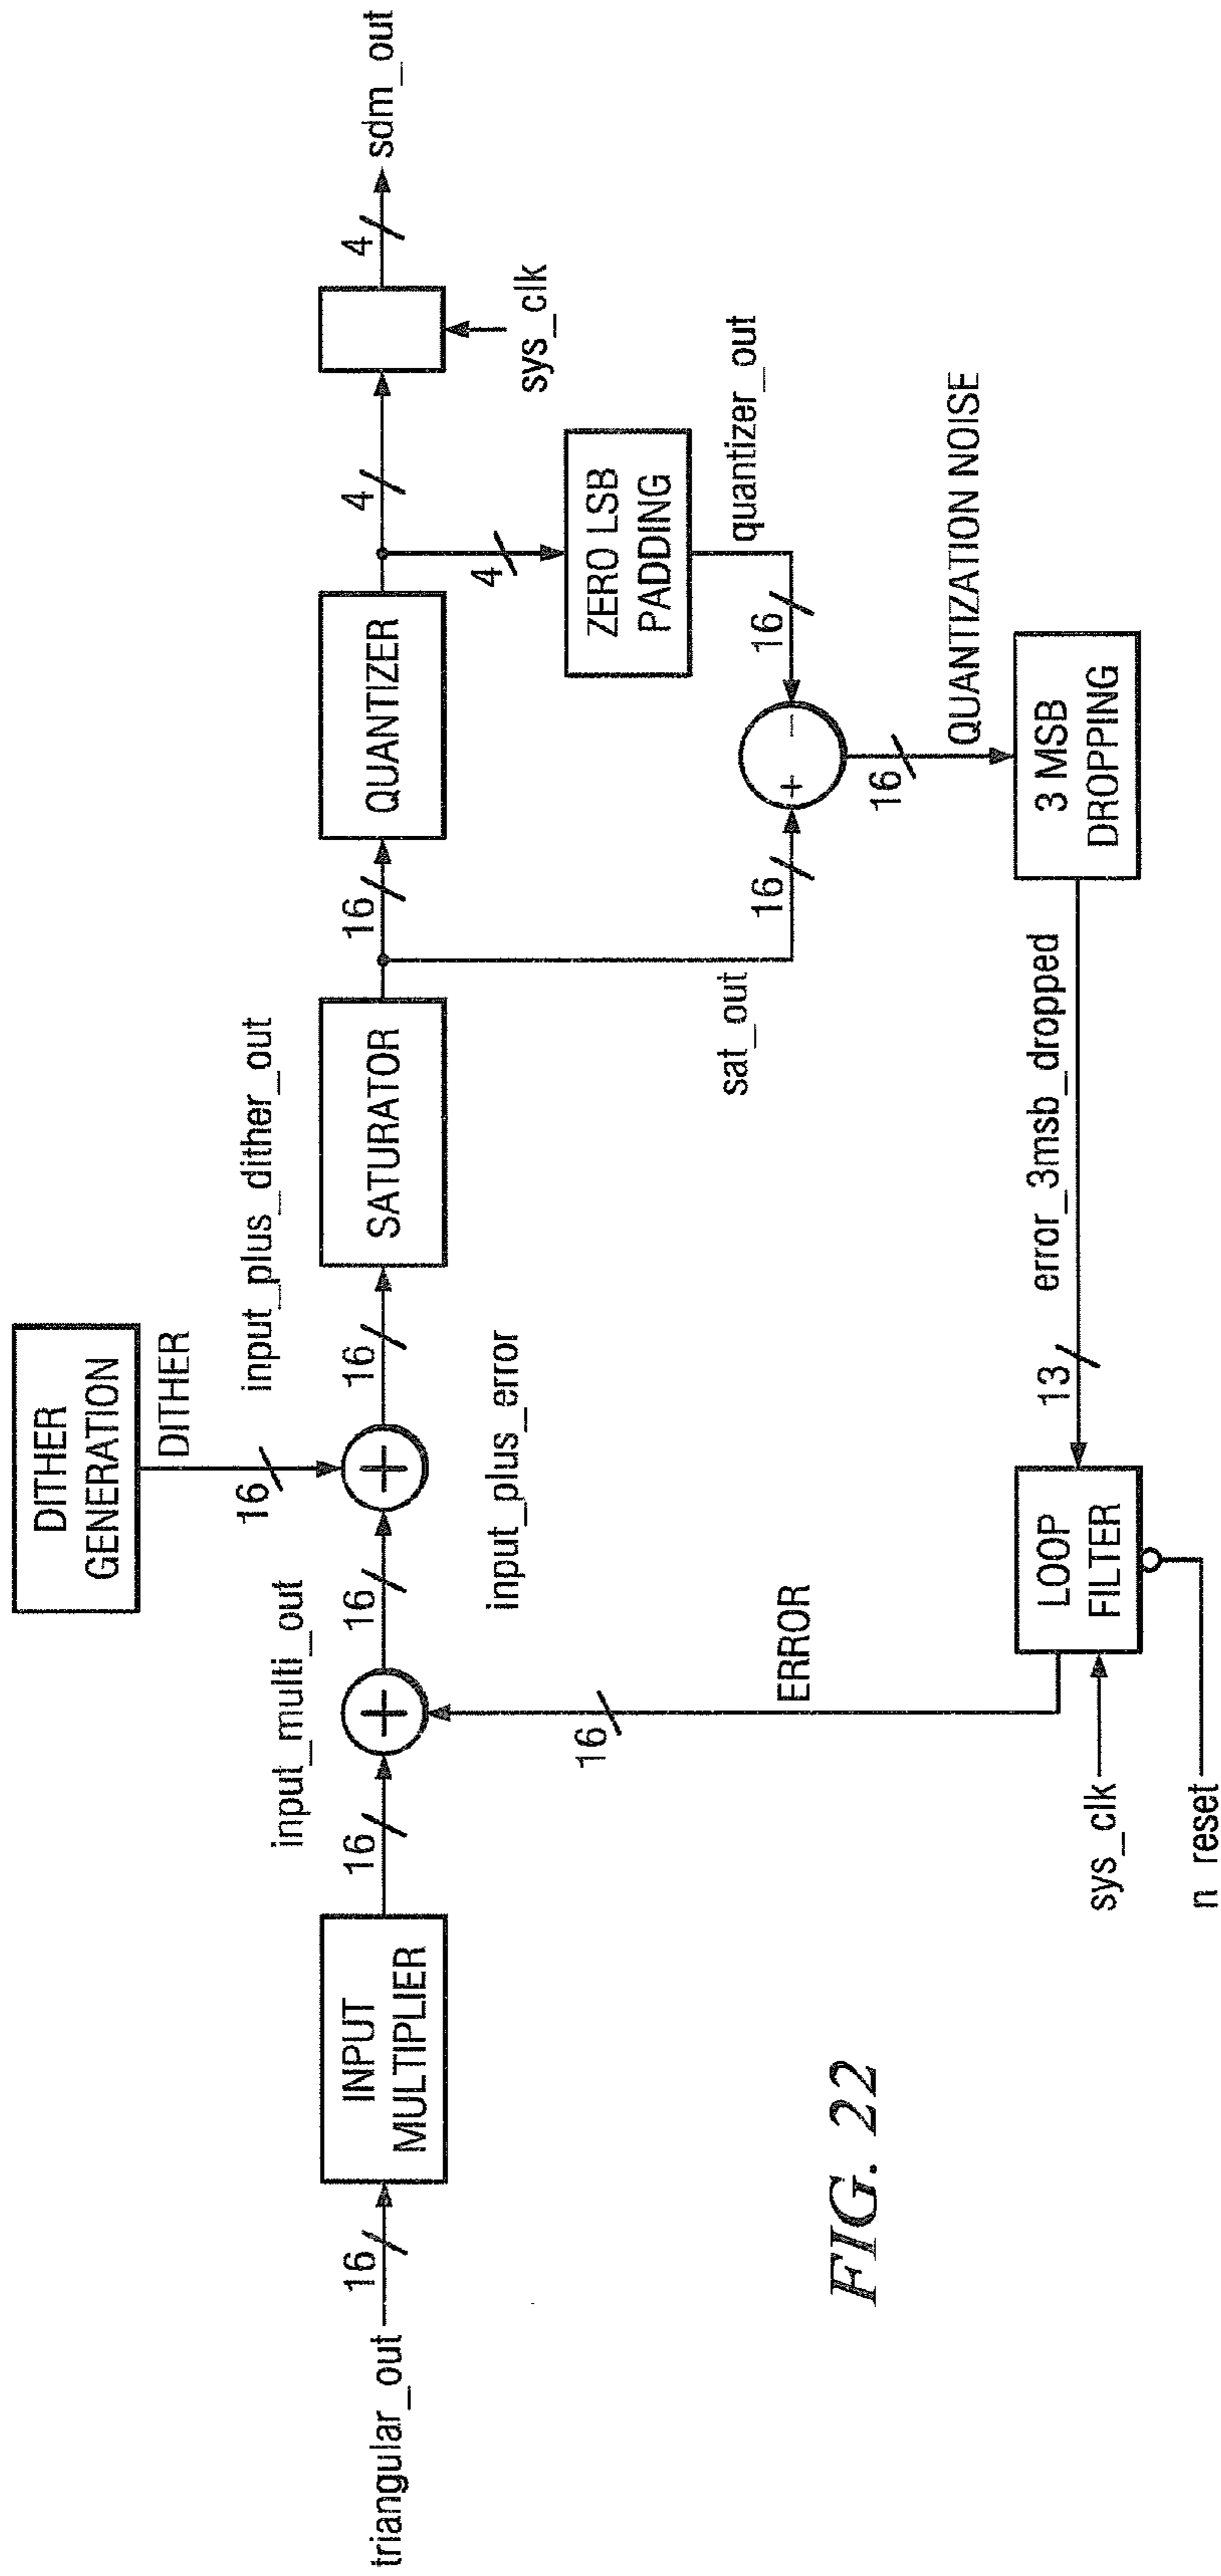 DITHER
GENERATION
DITHER
16
input_multi_out
input_plus_dither_out
triangular_out
16
INPUT
MULTIPLIER
16
16
16
SATURATOR
16
QUANTIZER
4
4
sdm_out
input_plus_error
sys_clk
4
ZERO LSB
PADDING
quantizer_out
sat_out
16
+
−
16
16
QUANTIZATION NOISE
16
ERROR
3 MSB
DROPPING
error_3msb_dropped
13
LOOP
FILTER
sys_clk
n reset
FIG. 22